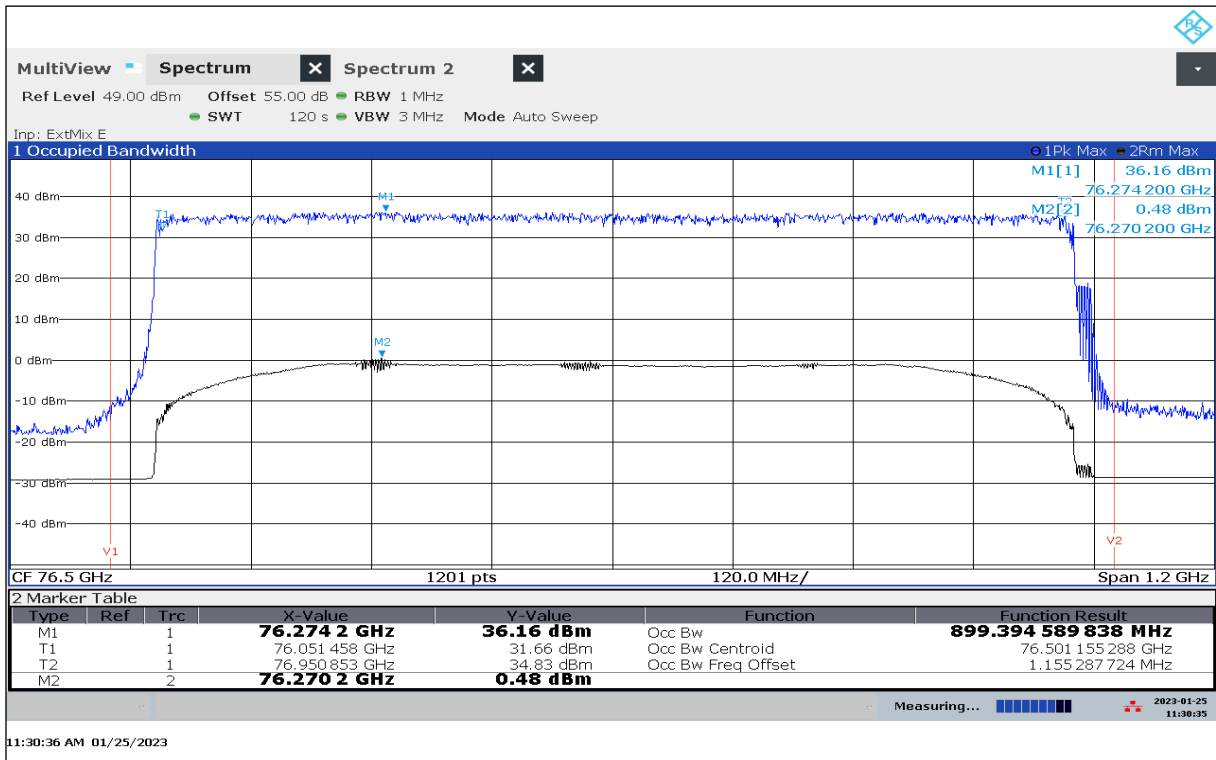 R&S
MultiView Spectrum X Spectrum 2 X
Ref Level 49.00 dBm Offset 55.00 dB RBW 1 MHz
SWT 120 s VBW 3 MHz Mode Auto Sweep
Inp: ExtMix E
1 Occupied Bandwidth 1Pk Max 2Rm Max
M1[1] 36.16 dBm
76.274 200 GHz
M2[2] 0.48 dBm
76.270 200 GHz
40 dBm
M1
T1
T2
30 dBm
20 dBm
10 dBm
0 dBm
M2
-10 dBm
-20 dBm
-30 dBm
-40 dBm
V1
V2
CF 76.5 GHz 1201 pts 120.0 MHz/ Span 1.2 GHz
2 Marker Table
Type Ref Trc X-Value Y-Value Function Function Result
M1 1 76.274 2 GHz 36.16 dBm Occ Bw 899.394 589 838 MHz
T1 1 76.051 458 GHz 31.66 dBm Occ Bw Centroid 76.501 155 288 GHz
T2 1 76.950 853 GHz 34.83 dBm Occ Bw Freq Offset 1.155 287 724 MHz
M2 2 76.270 2 GHz 0.48 dBm
Measuring... 2023-01-25
11:30:35
11:30:36 AM 01/25/2023